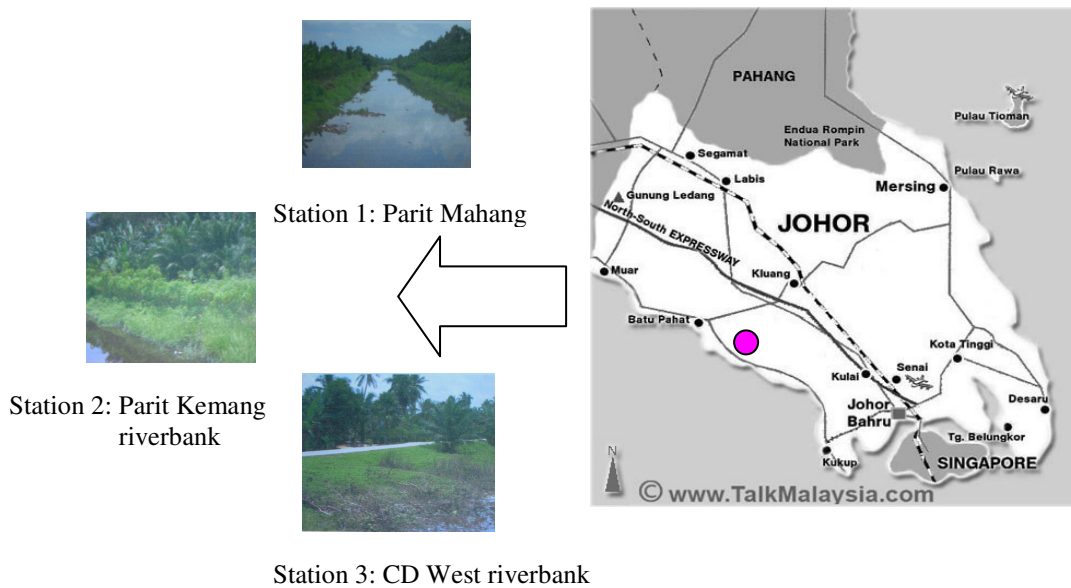 Station 1: Parit Mahang
Station 2: Parit Kemang
riverbank
Station 3: CD West riverbank
PAHANG
Endua Rompin
National Park
Pulau Tioman
Pulau Rawa
Segamat
Labis
Mersing
Gunung Ledang
JOHOR
North-South EXPRESSWAY
Kluang
Muar
Batu Pahat
Kota Tinggi
Senai
Kulai
Desaru
Johor
Bahru
Tg. Belungkor
SINGAPORE
Kukup
N
© www.TalkMalaysia.com